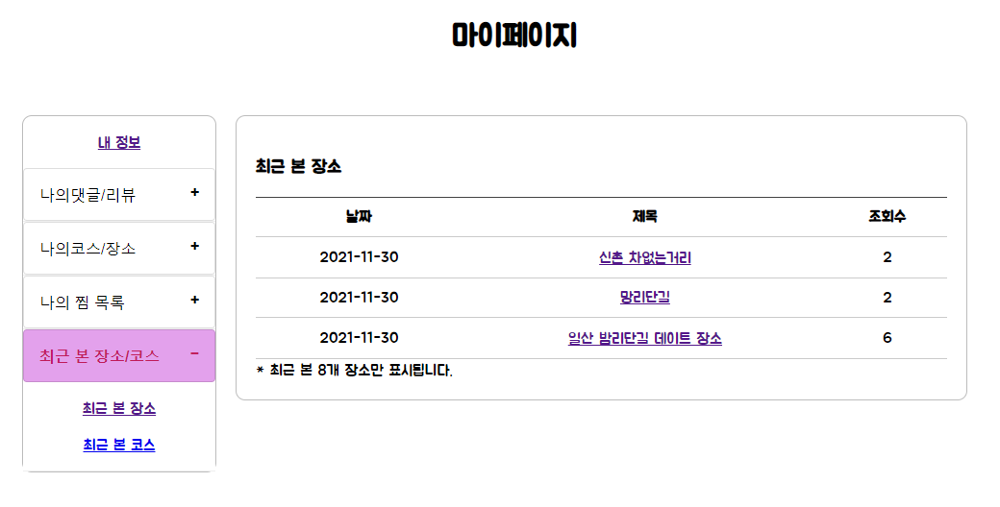 마이페이지
내 정보
나의댓글/리뷰 +
나의코스/장소 +
나의 찜 목록 +
최근 본 장소/코스 −
최근 본 장소
최근 본 코스
최근 본 장소
날짜 제목 조회수
2021-11-30 신촌 차없는거리 2
2021-11-30 망리단길 2
2021-11-30 일산 밤리단길 데이트 장소 6
* 최근 본 8개 장소만 표시됩니다.